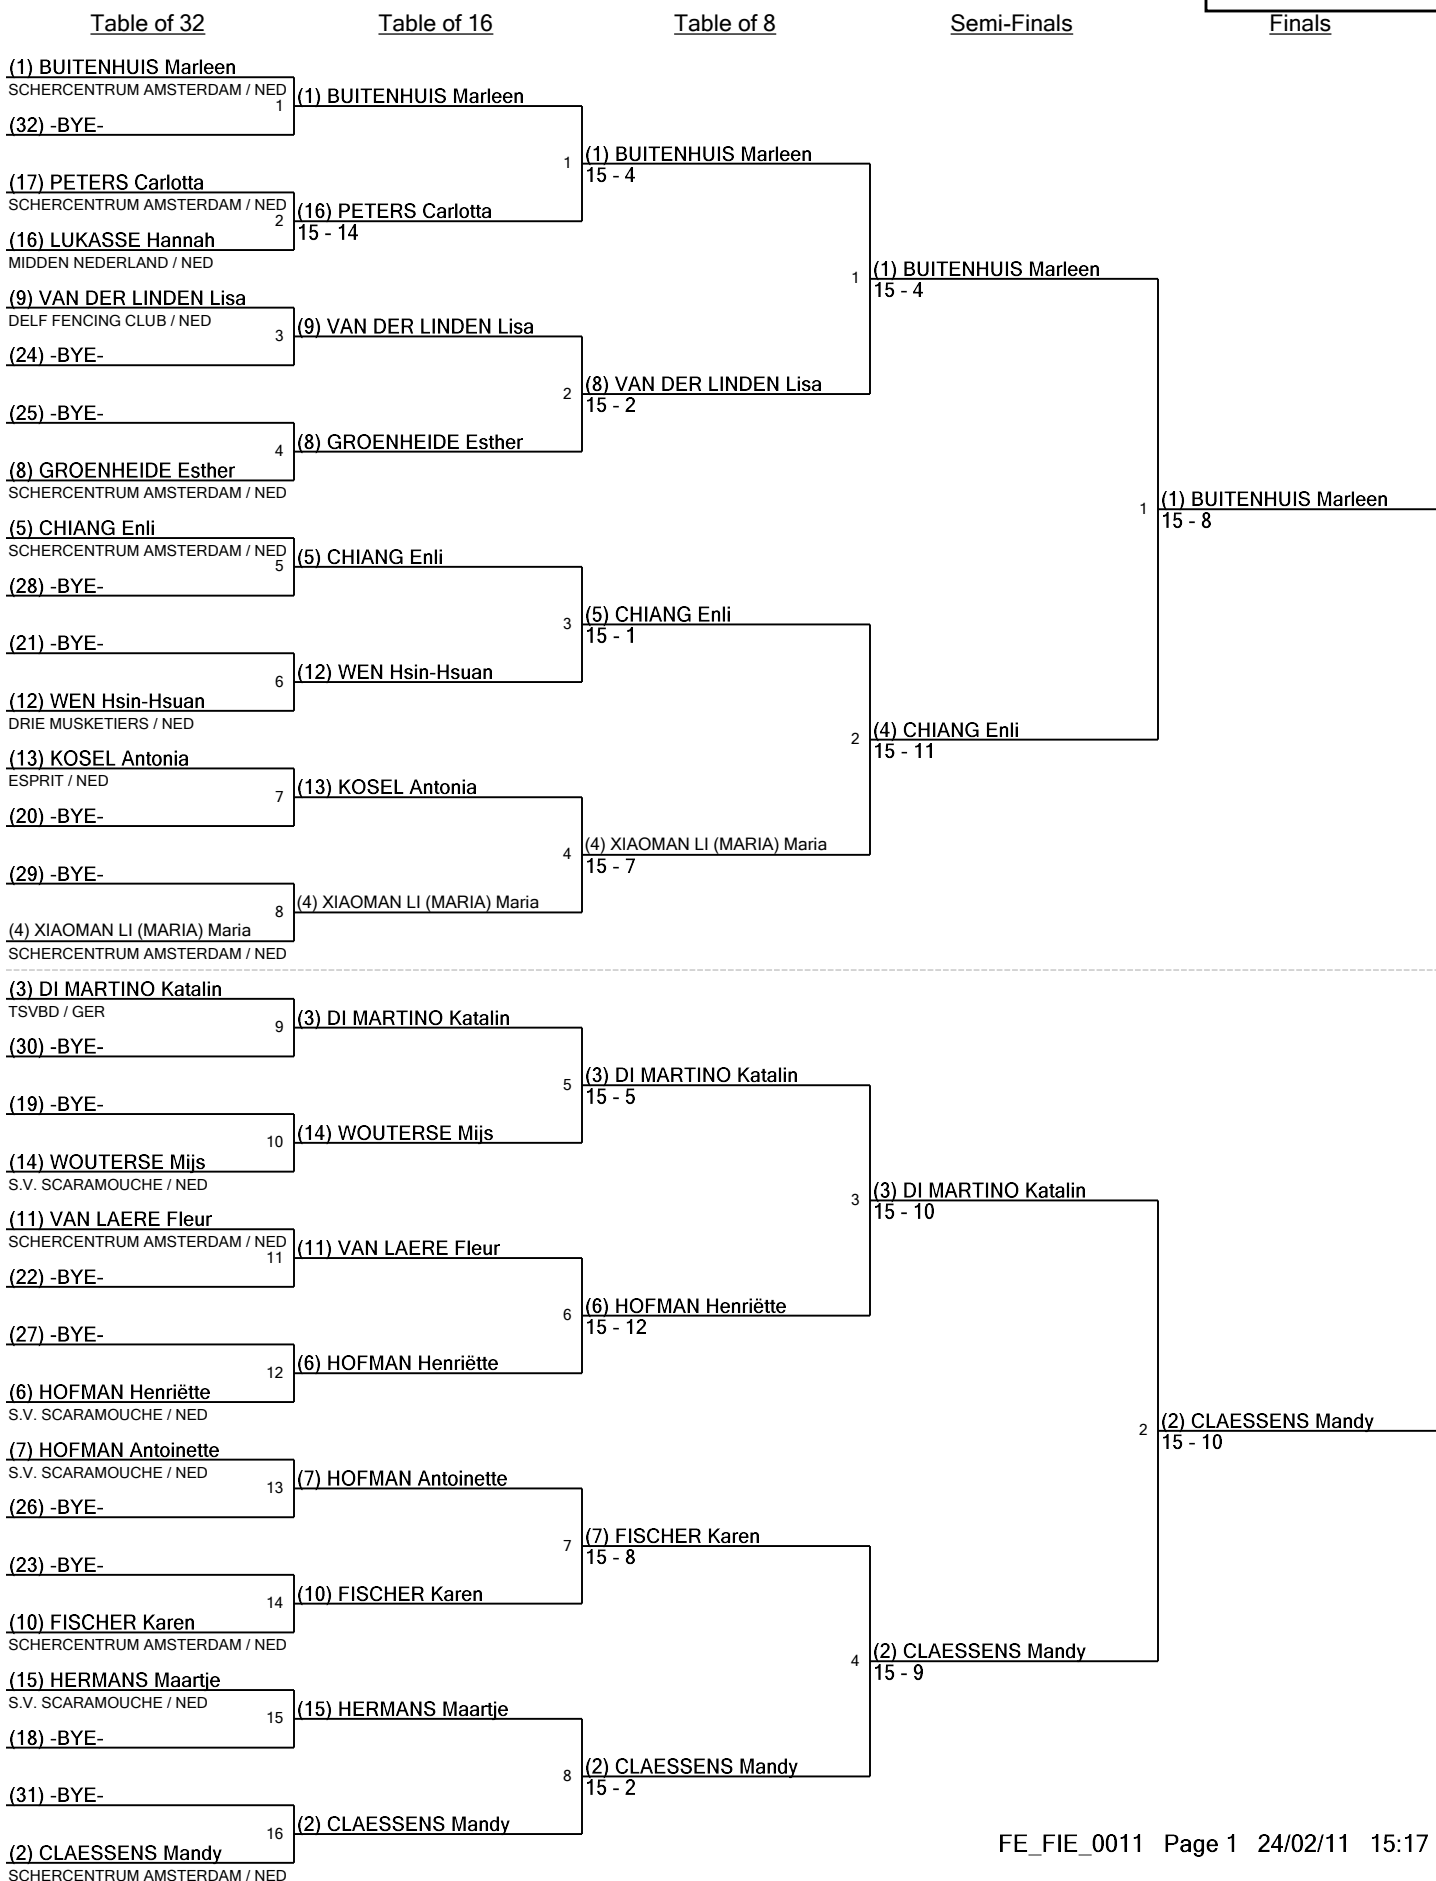 Table of 32
Table of 16
Table of 8
Semi-Finals
Finals
(1) BUITENHUIS Marleen
SCHERCENTRUM AMSTERDAM / NED
1
(32) -BYE-
(17) PETERS Carlotta
SCHERCENTRUM AMSTERDAM / NED
2
(16) LUKASSE Hannah
MIDDEN NEDERLAND / NED
(9) VAN DER LINDEN Lisa
DELF FENCING CLUB / NED
3
(24) -BYE-
(25) -BYE-
4
(8) GROENHEIDE Esther
SCHERCENTRUM AMSTERDAM / NED
(5) CHIANG Enli
SCHERCENTRUM AMSTERDAM / NED
5
(28) -BYE-
(21) -BYE-
6
(12) WEN Hsin-Hsuan
DRIE MUSKETIERS / NED
(13) KOSEL Antonia
ESPRIT / NED
7
(20) -BYE-
(29) -BYE-
8
(4) XIAOMAN LI (MARIA) Maria
SCHERCENTRUM AMSTERDAM / NED
(3) DI MARTINO Katalin
TSVBD / GER
9
(30) -BYE-
(19) -BYE-
10
(14) WOUTERSE Mijs
S.V. SCARAMOUCHE / NED
(11) VAN LAERE Fleur
SCHERCENTRUM AMSTERDAM / NED
11
(22) -BYE-
(27) -BYE-
12
(6) HOFMAN Henriëtte
S.V. SCARAMOUCHE / NED
(7) HOFMAN Antoinette
S.V. SCARAMOUCHE / NED
13
(26) -BYE-
(23) -BYE-
14
(10) FISCHER Karen
SCHERCENTRUM AMSTERDAM / NED
(15) HERMANS Maartje
S.V. SCARAMOUCHE / NED
15
(18) -BYE-
(31) -BYE-
16
(2) CLAESSENS Mandy
SCHERCENTRUM AMSTERDAM / NED
(1) BUITENHUIS Marleen
1
(16) PETERS Carlotta
15 - 14
(9) VAN DER LINDEN Lisa
2
(8) GROENHEIDE Esther
(5) CHIANG Enli
3
(12) WEN Hsin-Hsuan
(13) KOSEL Antonia
4
(4) XIAOMAN LI (MARIA) Maria
(3) DI MARTINO Katalin
5
(14) WOUTERSE Mijs
(11) VAN LAERE Fleur
6
(6) HOFMAN Henriëtte
(7) HOFMAN Antoinette
7
(10) FISCHER Karen
(15) HERMANS Maartje
8
(2) CLAESSENS Mandy
(1) BUITENHUIS Marleen
15 - 4
1
(8) VAN DER LINDEN Lisa
15 - 2
(5) CHIANG Enli
15 - 1
2
(4) XIAOMAN LI (MARIA) Maria
15 - 7
(3) DI MARTINO Katalin
15 - 5
3
(6) HOFMAN Henriëtte
15 - 12
(7) FISCHER Karen
15 - 8
4
(2) CLAESSENS Mandy
15 - 2
(1) BUITENHUIS Marleen
15 - 4
1
(4) CHIANG Enli
15 - 11
(3) DI MARTINO Katalin
15 - 10
2
(2) CLAESSENS Mandy
15 - 9
(1) BUITENHUIS Marleen
15 - 8
(2) CLAESSENS Mandy
15 - 10
FE_FIE_0011 Page 1 24/02/11 15:17